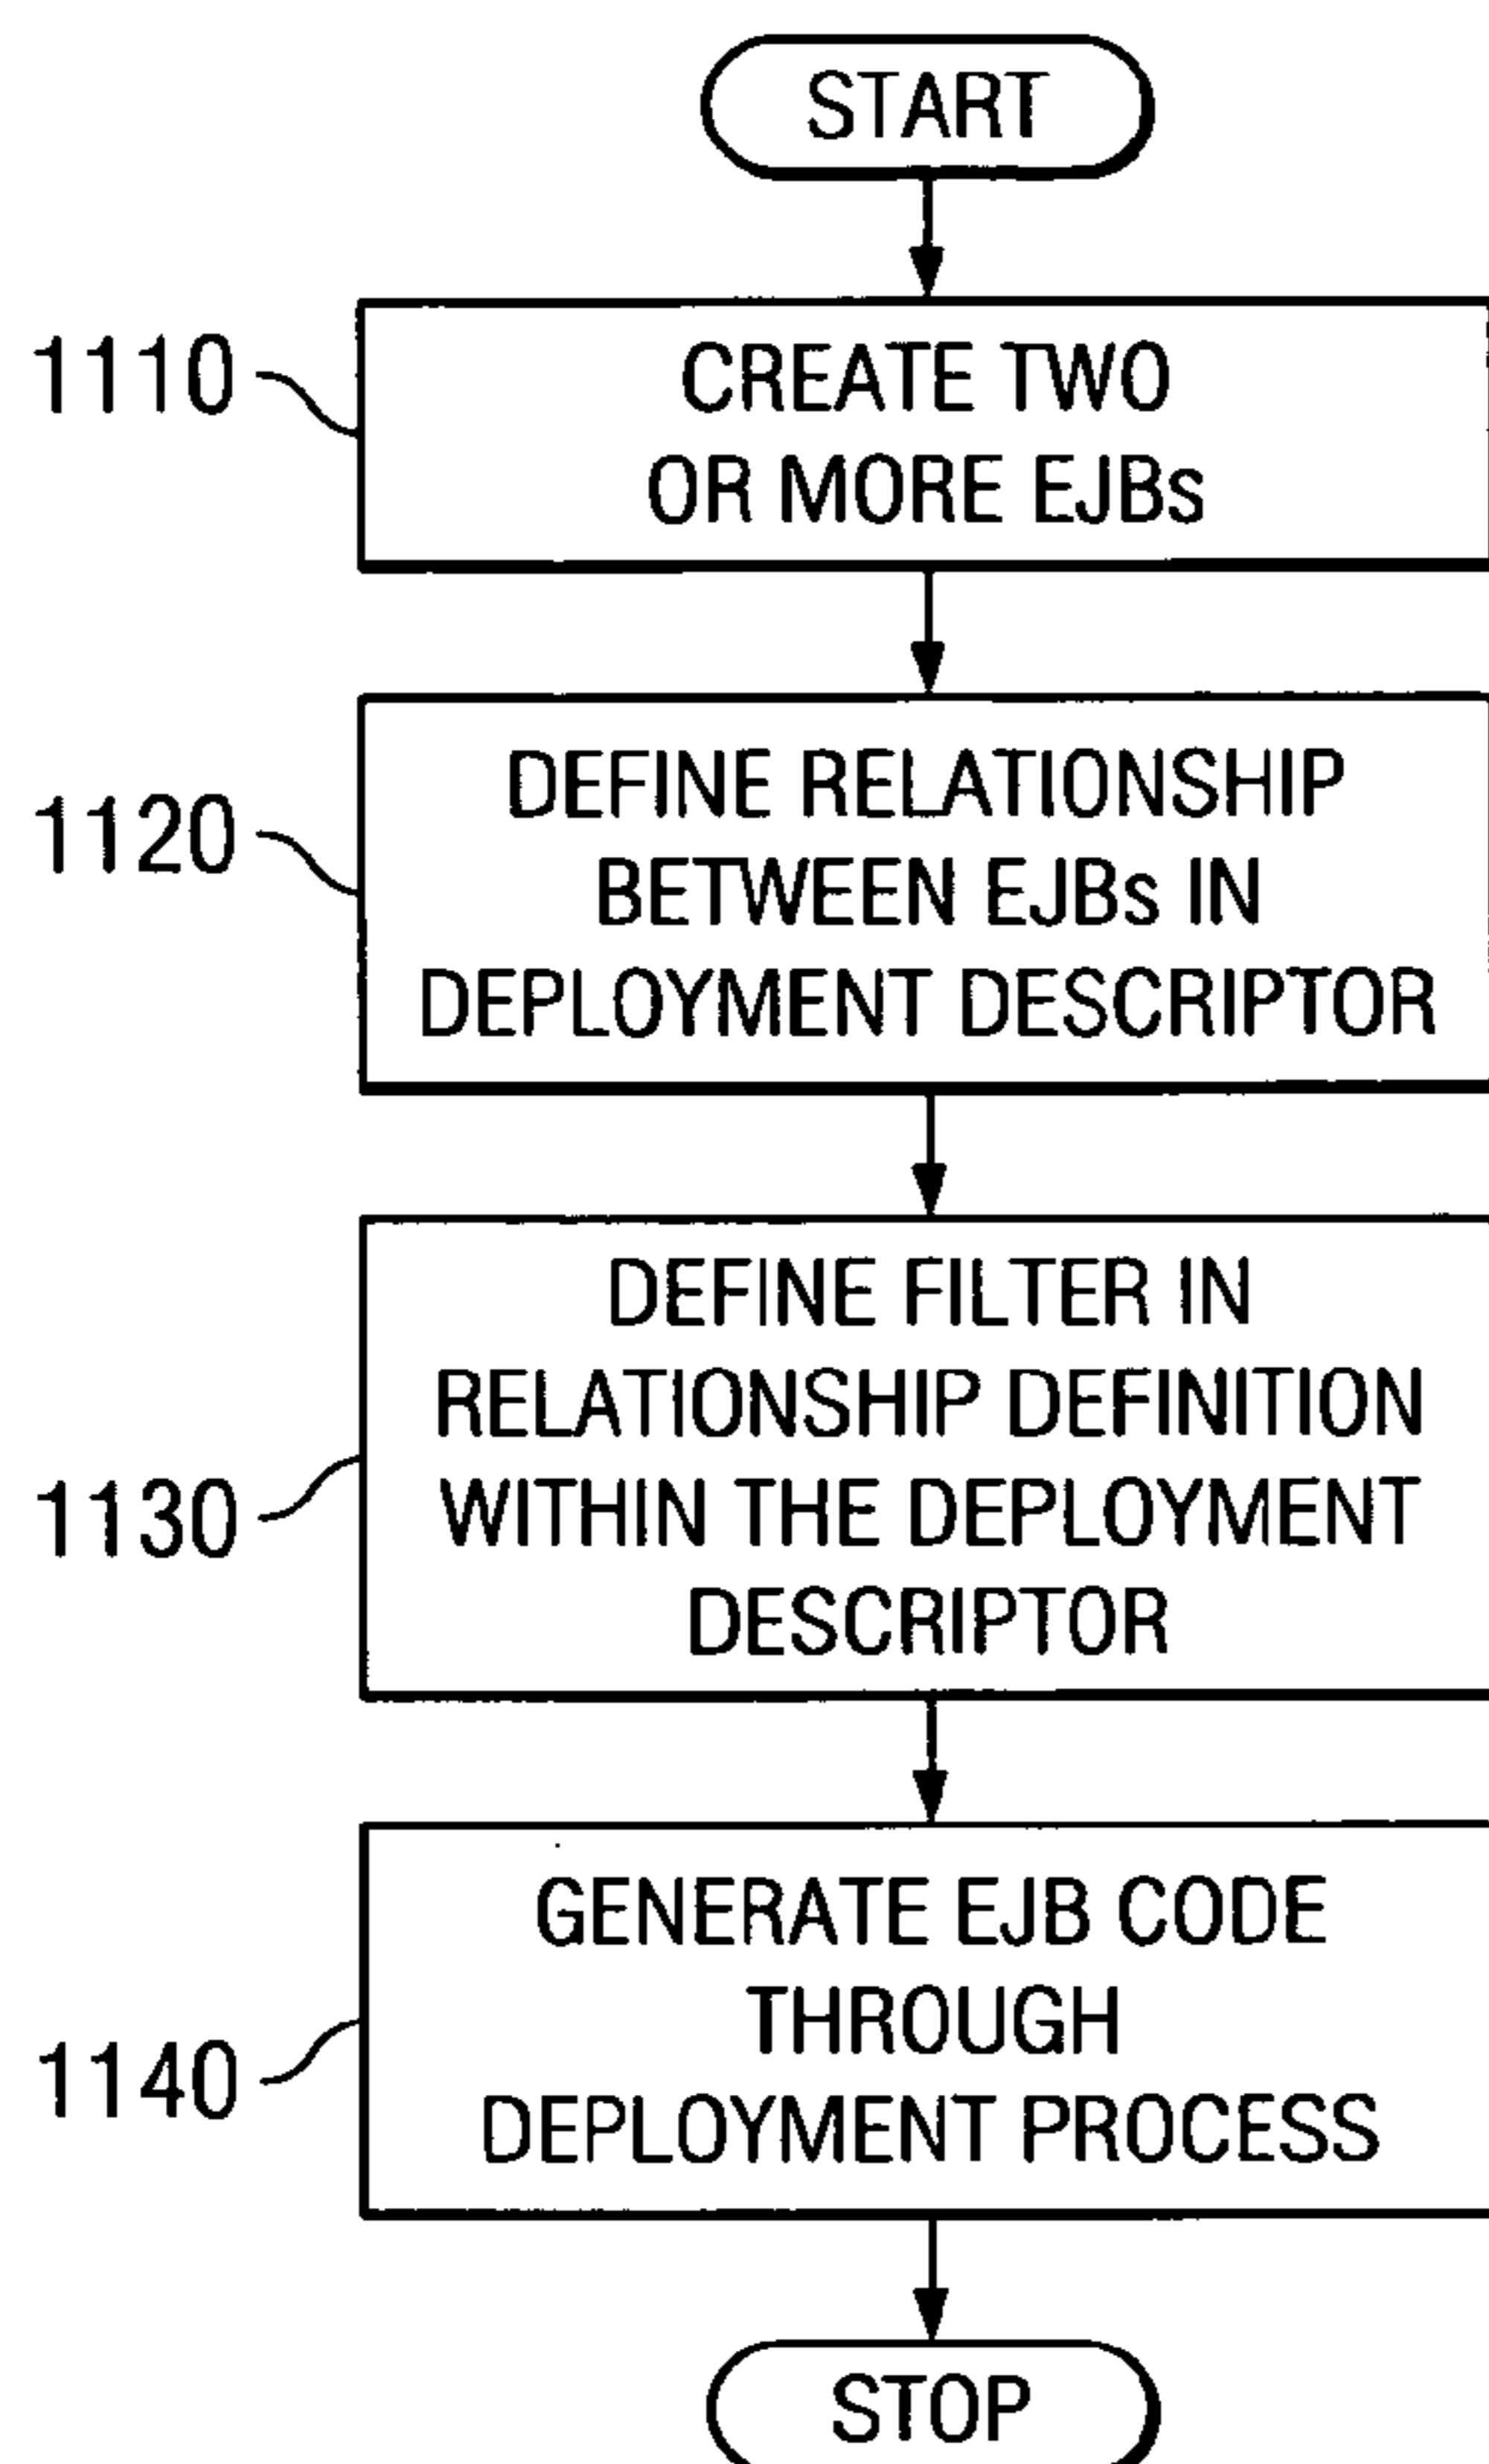 START
1110
CREATE TWO
OR MORE EJBs
1120
DEFINE RELATIONSHIP
BETWEEN EJBs IN
DEPLOYMENT DESCRIPTOR
1130
DEFINE FILTER IN
RELATIONSHIP DEFINITION
WITHIN THE DEPLOYMENT
DESCRIPTOR
1140
GENERATE EJB CODE
THROUGH
DEPLOYMENT PROCESS
STOP